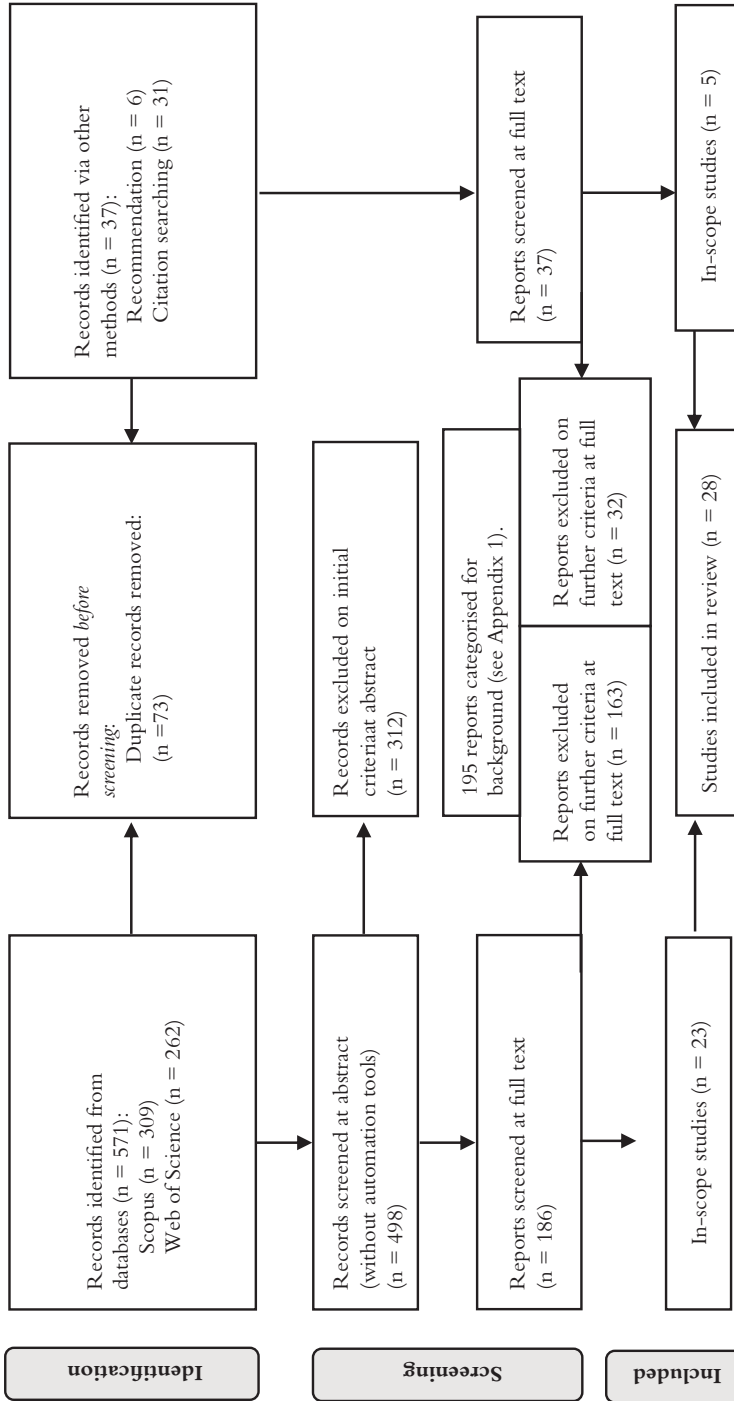 Identification
Records identified from
databases (n = 571):
Scopus (n = 309)
Web of Science (n = 262)
Records removed before
screening:
Duplicate records removed:
(n =73)
Records identified via other
methods (n = 37):
Recommendation (n = 6)
Citation searching (n = 31)
Screening
Records screened at abstract
(without automation tools)
(n = 498)
Records excluded on initial
criteriaat abstract
(n = 312)
Reports screened at full text
(n = 186)
195 reports categorised for
background (see Appendix 1).
Reports excluded
on further criteria at
full text (n = 163)
Reports excluded on
further criteria at full
text (n = 32)
Reports screened at full text
(n = 37)
Included
In-scope studies (n = 23)
Studies included in review (n = 28)
In-scope studies (n = 5)